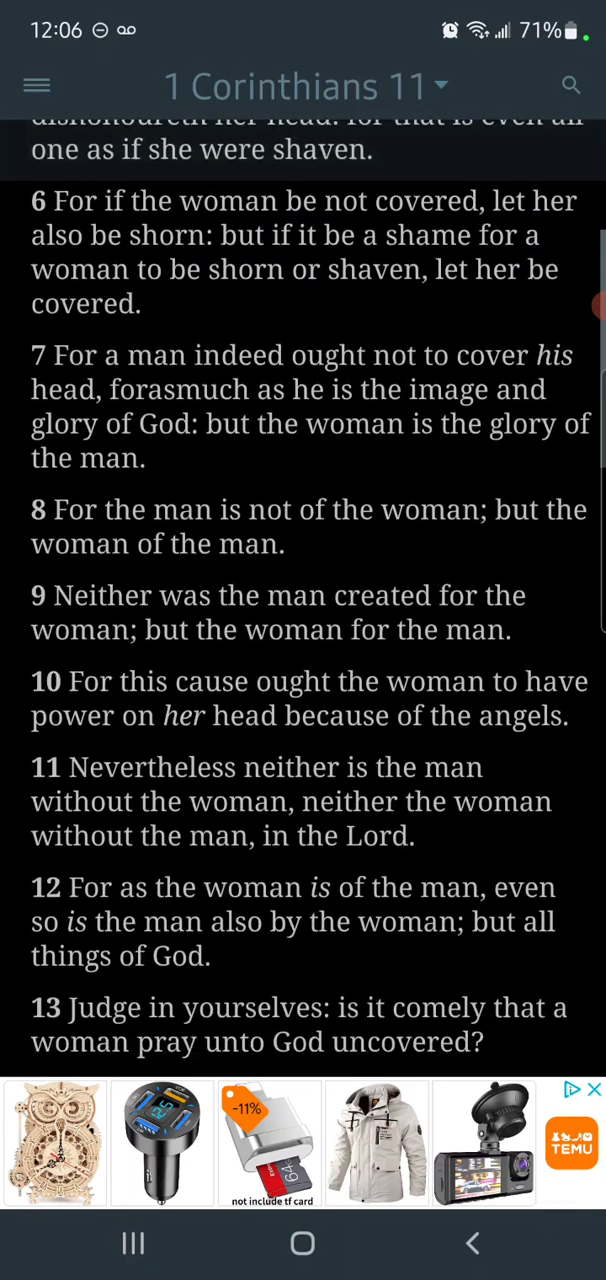 12:06
71%
1 Corinthians 11
dishonoureth her head: for that is even all
one as if she were shaven.
6 For if the woman be not covered, let her
also be shorn: but if it be a shame for a
woman to be shorn or shaven, let her be
covered.
7 For a man indeed ought not to cover his
head, forasmuch as he is the image and
glory of God: but the woman is the glory of
the man.
8 For the man is not of the woman; but the
woman of the man.
9 Neither was the man created for the
woman; but the woman for the man.
10 For this cause ought the woman to have
power on her head because of the angels.
11 Nevertheless neither is the man
without the woman, neither the woman
without the man, in the Lord.
12 For as the woman is of the man, even
so is the man also by the woman; but all
things of God.
13 Judge in yourselves: is it comely that a
woman pray unto God uncovered?
-11%
64
not include tf card
TEMU